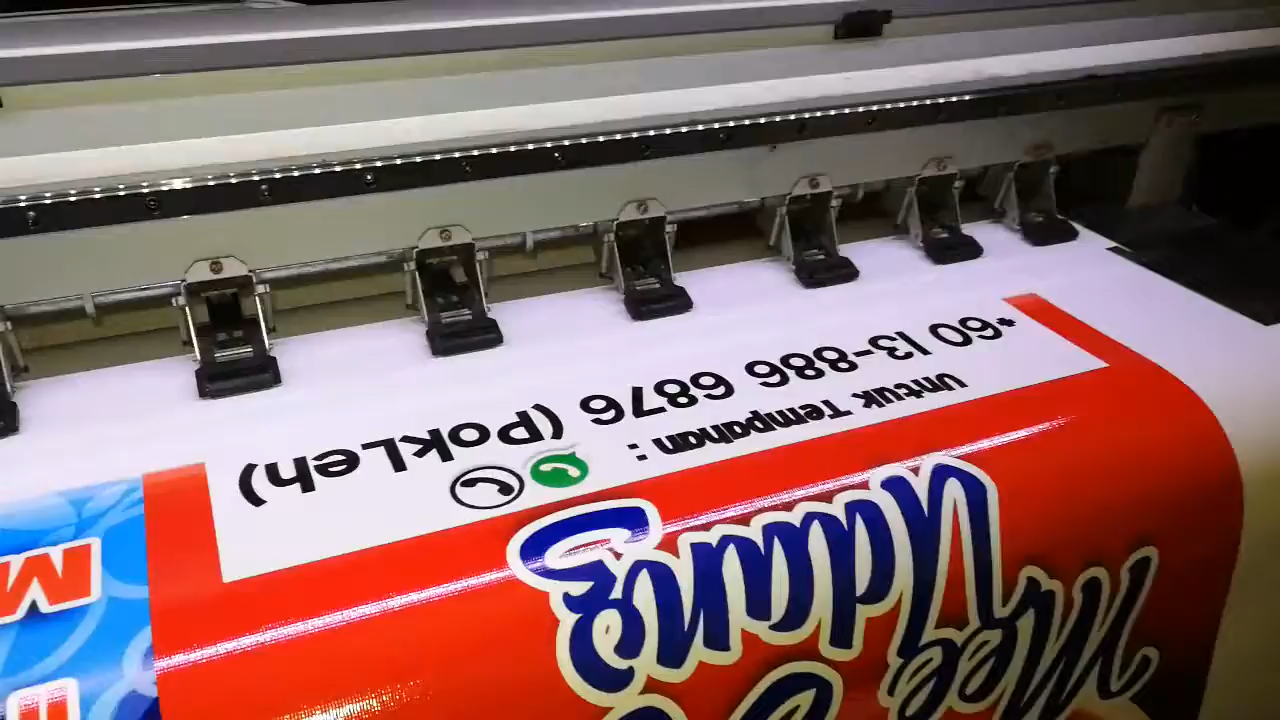 Mee
Udang
Untuk Tempahan :
+60 13-886 6876 (PokLeh)
M